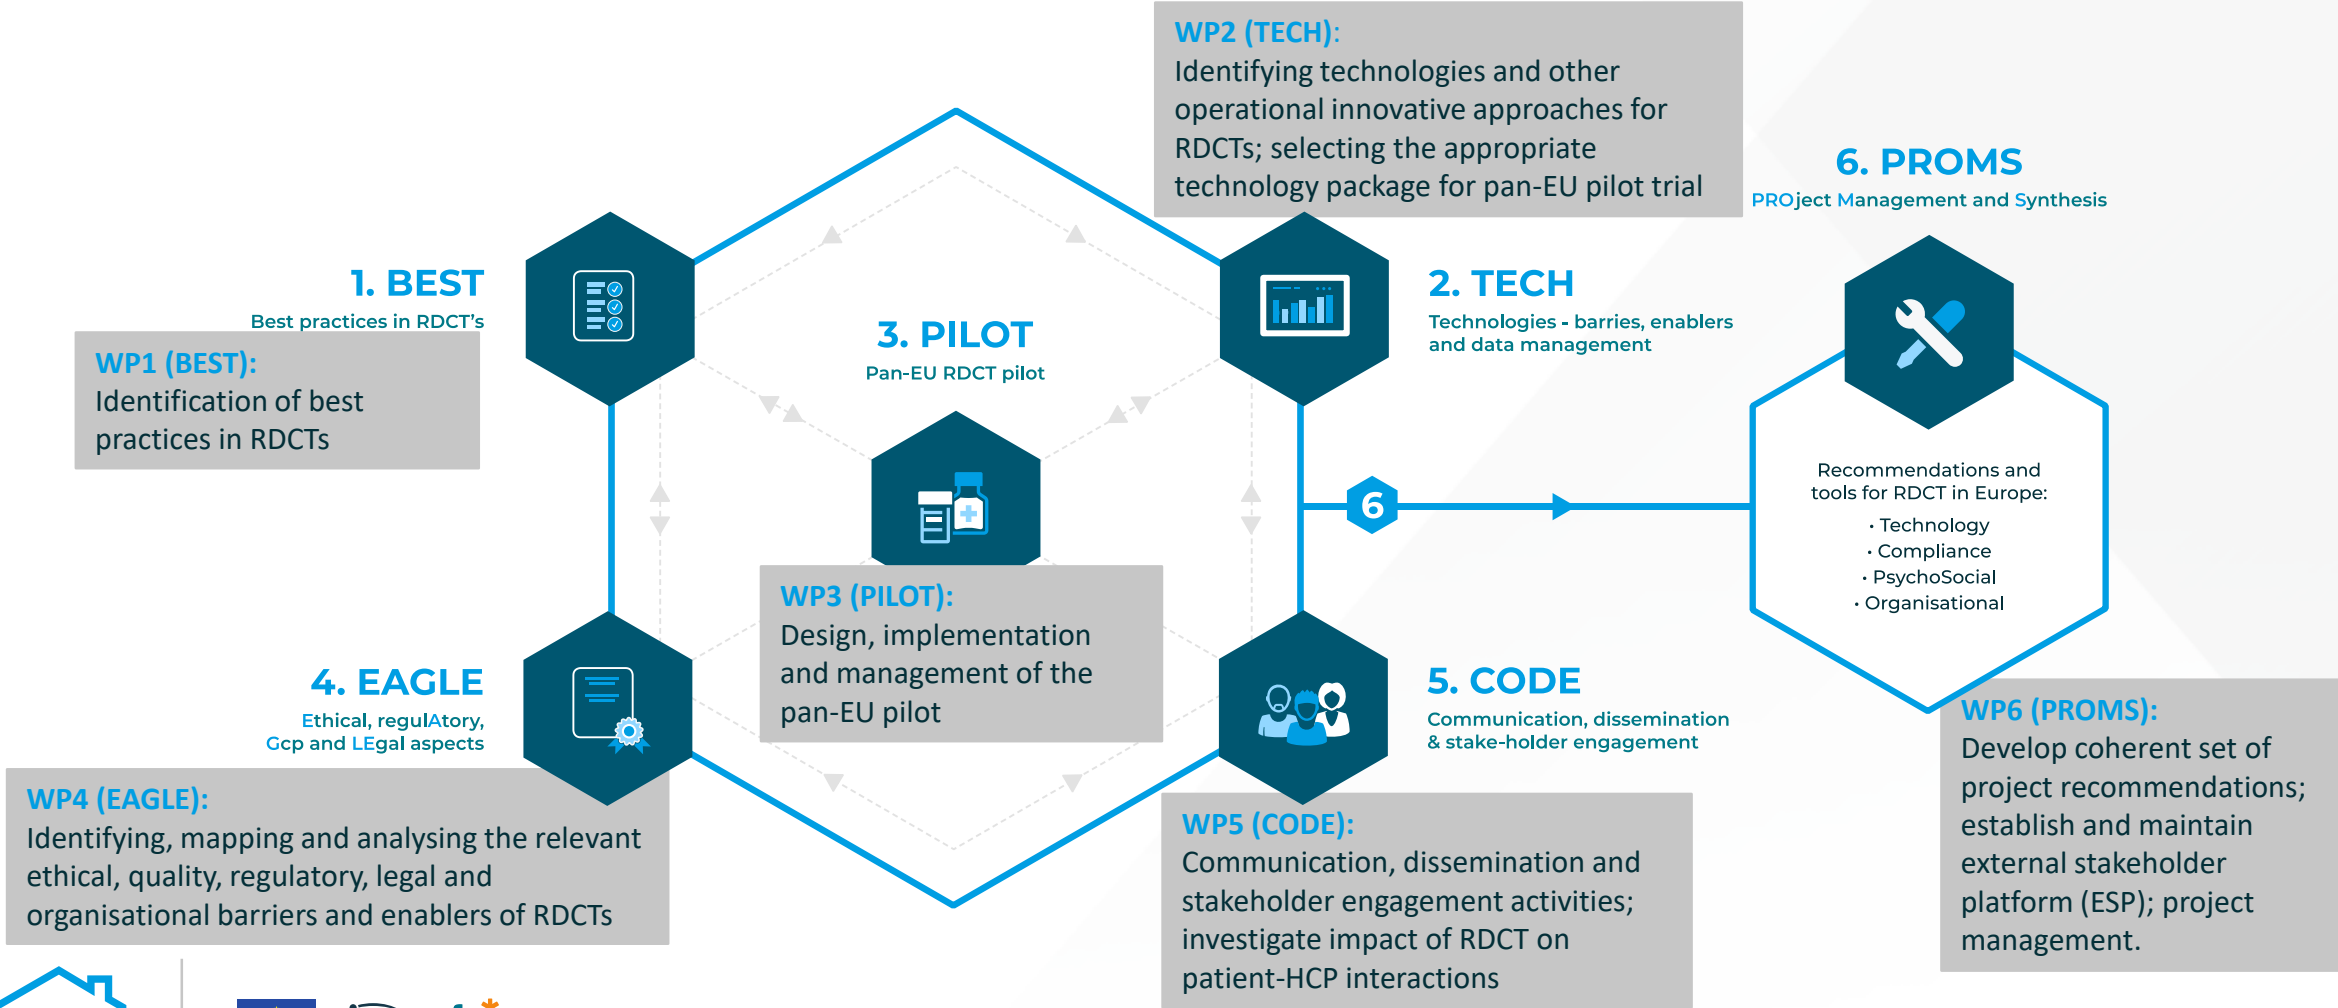 WP2 (TECH):
Identifying technologies and other
operational innovative approaches for
RDCTs; selecting the appropriate
technology package for pan-EU pilot trial
6. PROMS
PROject Management and Synthesis
1. BEST
Best practices in RDCT's
WP1 (BEST):
Identification of best
practices in RDCTs
3. PILOT
Pan-EU RDCT pilot
2. TECH
Technologies - barries, enablers
and data management
6
Recommendations and
tools for RDCT in Europe:
• Technology
• Compliance
• PsychoSocial
• Organisational
WP3 (PILOT):
Design, implementation
and management of the
pan-EU pilot
4. EAGLE
Ethical, regulAtory,
Gcp and LEgal aspects
5. CODE
Communication, dissemination
& stake-holder engagement
WP4 (EAGLE):
Identifying, mapping and analysing the relevant
ethical, quality, regulatory, legal and
organisational barriers and enablers of RDCTs
WP5 (CODE):
Communication, dissemination and
stakeholder engagement activities;
investigate impact of RDCT on
patient-HCP interactions
WP6 (PROMS):
Develop coherent set of
project recommendations;
establish and maintain
external stakeholder
platform (ESP); project
management.